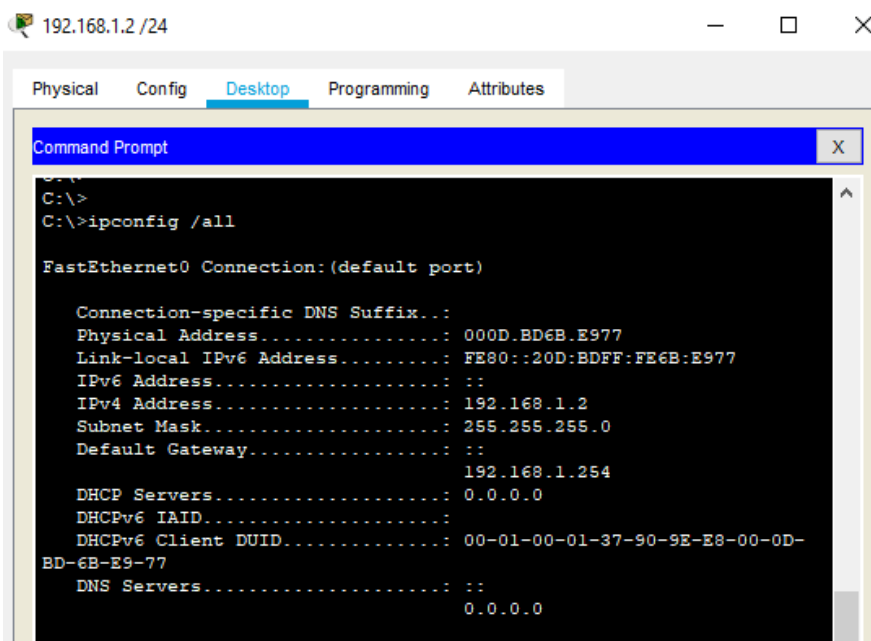 192.168.1.2 /24
Physical Config Desktop Programming Attributes
Command Prompt
X
C:\>
C:\>ipconfig /all
FastEthernet0 Connection:(default port)
Connection-specific DNS Suffix..:
Physical Address................: 000D.BD6B.E977
Link-local IPv6 Address.........: FE80::20D:BDFF:FE6B:E977
IPv6 Address....................: ::
IPv4 Address....................: 192.168.1.2
Subnet Mask.....................: 255.255.255.0
Default Gateway.................: ::
192.168.1.254
DHCP Servers....................: 0.0.0.0
DHCPv6 IAID.....................:
DHCPv6 Client DUID..............: 00-01-00-01-37-90-9E-E8-00-0D-
BD-6B-E9-77
DNS Servers.....................: ::
0.0.0.0